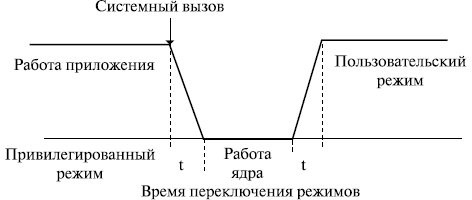 Системный вызов
Работа приложения
Пользовательский
режим
Привилегированный
режим
t
Работа
ядра
t
Время переключения режимов